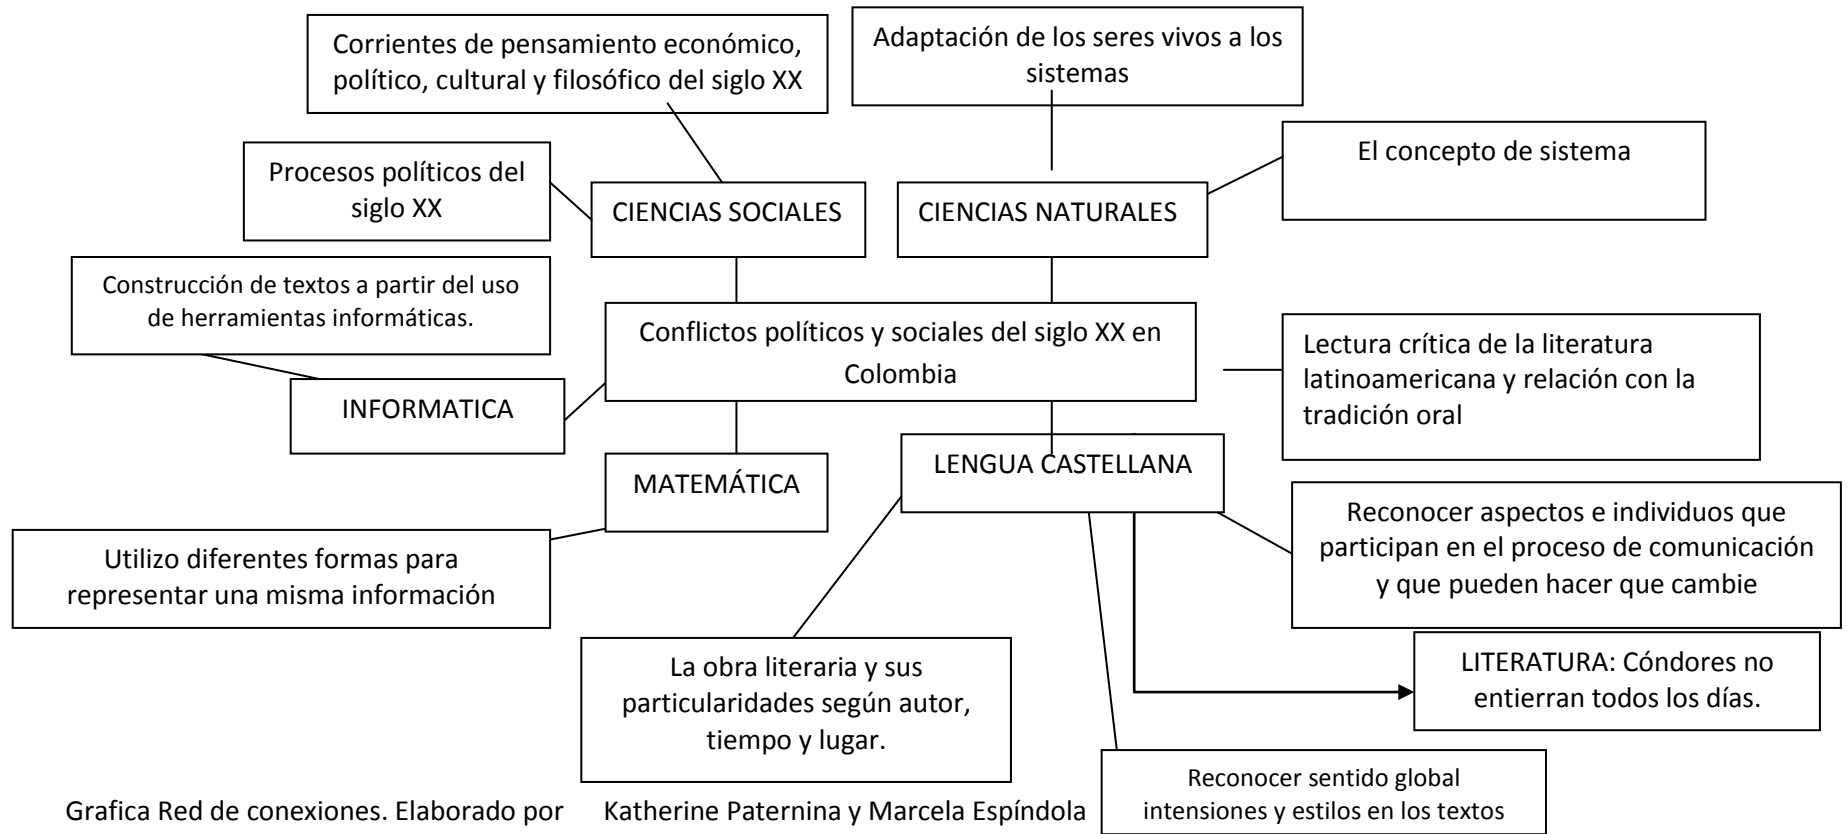 Corrientes de pensamiento económico,
político, cultural y filosófico del siglo XX
Adaptación de los seres vivos a los
sistemas
Procesos políticos del
siglo XX
CIENCIAS SOCIALES
CIENCIAS NATURALES
El concepto de sistema
Construcción de textos a partir del uso
de herramientas informáticas.
Conflictos políticos y sociales del siglo XX en
Colombia
Lectura crítica de la literatura
latinoamericana y relación con la
tradición oral
INFORMATICA
MATEMÁTICA
LENGUA CASTELLANA
Utilizo diferentes formas para
representar una misma información
Reconocer aspectos e individuos que
participan en el proceso de comunicación
y que pueden hacer que cambie
La obra literaria y sus
particularidades según autor,
tiempo y lugar.
LITERATURA: Cóndores no
entierran todos los días.
Reconocer sentido global
intensiones y estilos en los textos
Grafica Red de conexiones. Elaborado por Katherine Paternina y Marcela Espíndola